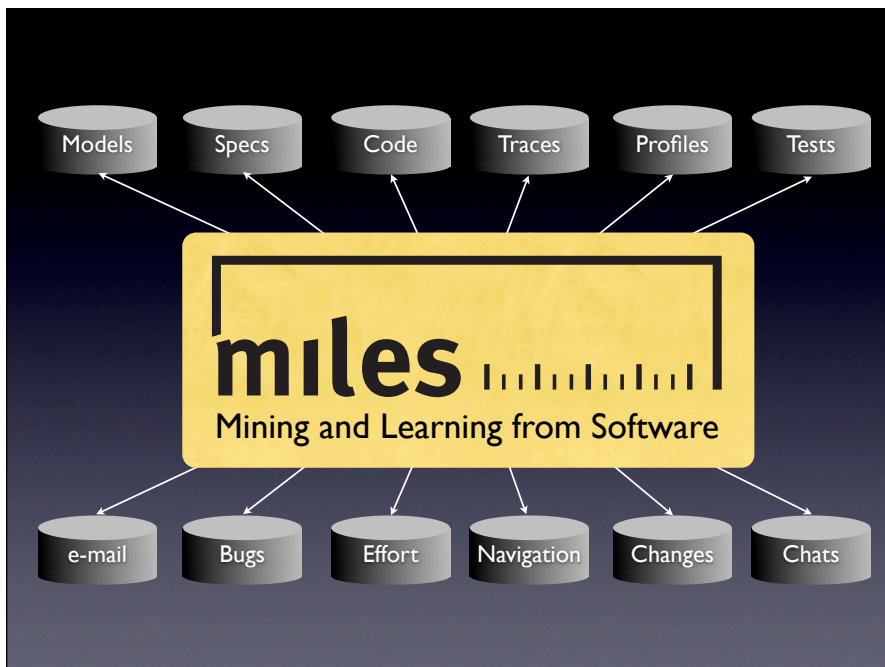 Models Specs Code Traces Profiles Tests
miles
Mining and Learning from Software
e-mail Bugs Effort Navigation Changes Chats